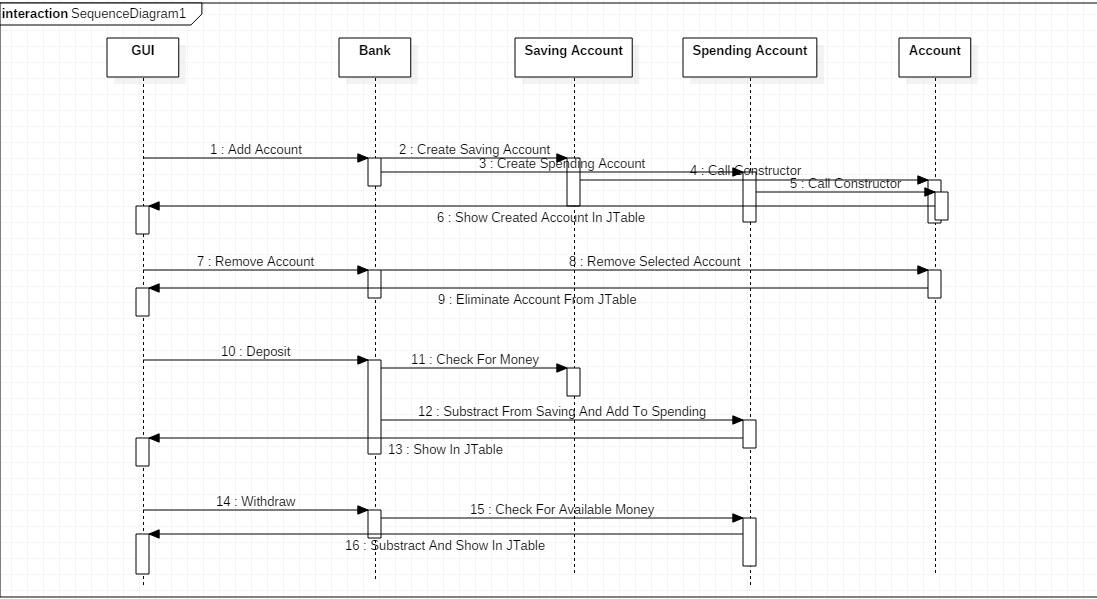 interaction SequenceDiagram1
GUI
Bank
Saving Account
Spending Account
Account
1 : Add Account
2 : Create Saving Account
3 : Create Spending Account
4 : Call Constructor
5 : Call Constructor
6 : Show Created Account In JTable
7 : Remove Account
8 : Remove Selected Account
9 : Eliminate Account From JTable
10 : Deposit
11 : Check For Money
12 : Substract From Saving And Add To Spending
13 : Show In JTable
14 : Withdraw
15 : Check For Available Money
16 : Substract And Show In JTable